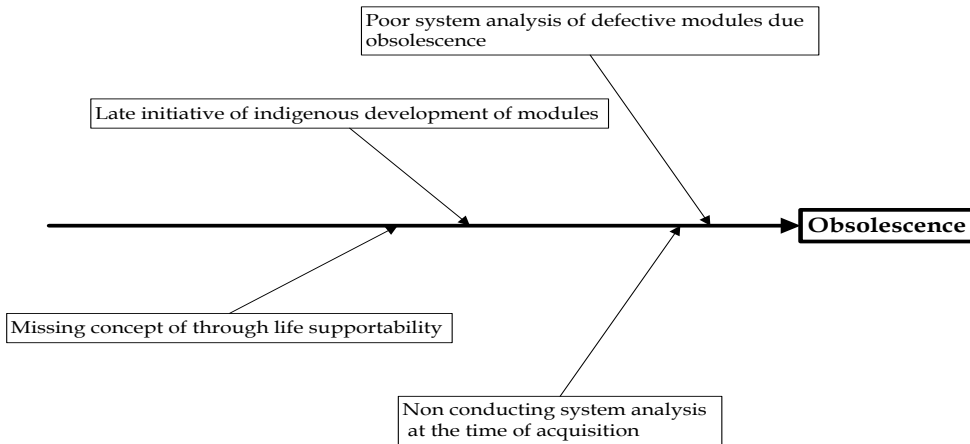 Poor system analysis of defective modules due
obsolescence
Late initiative of indigenous development of modules
Obsolescence
Missing concept of through life supportability
Non conducting system analysis
at the time of acquisition